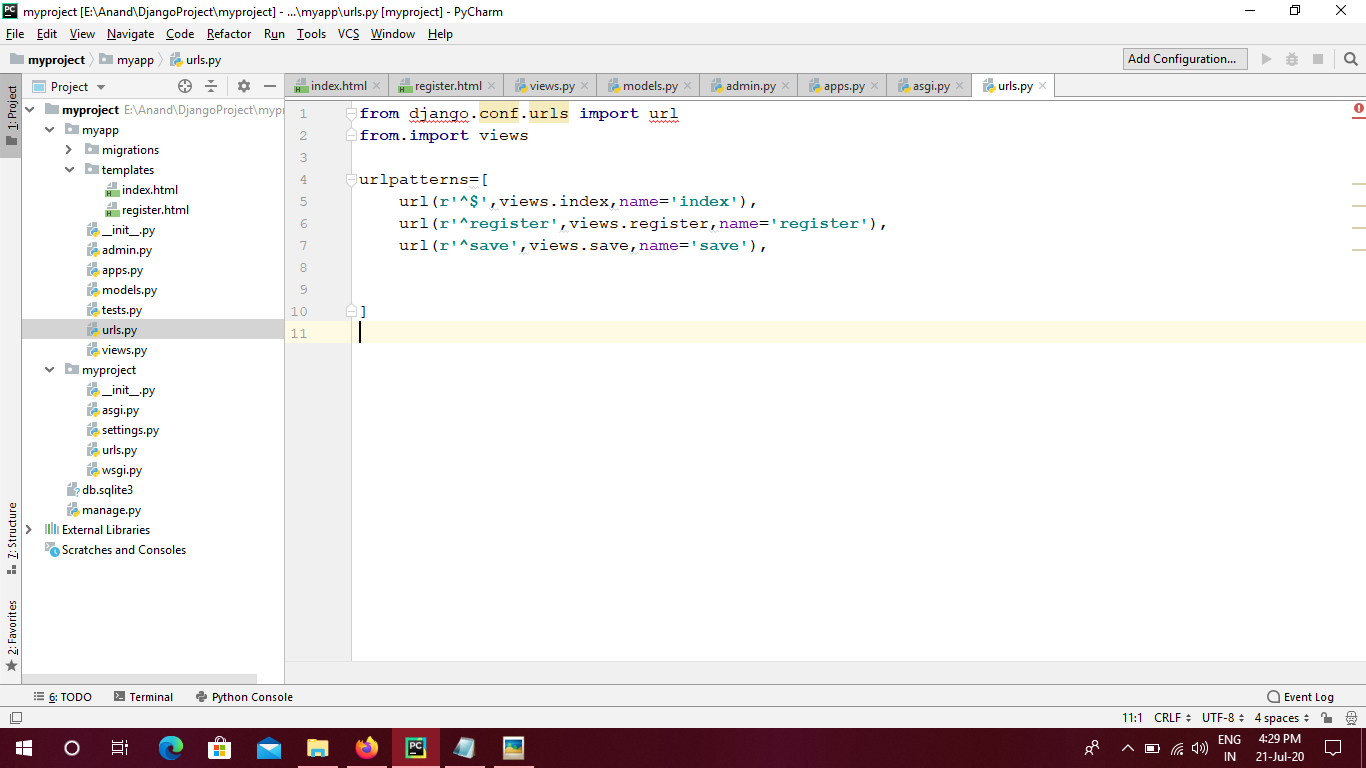 myproject [E:\Anand\DjangoProject\myproject] - ...\myapp\urls.py [myproject] - PyCharm
File Edit View Navigate Code Refactor Run Tools VCS Window Help
myproject myapp urls.py Add Configuration...
Project
index.html register.html views.py models.py admin.py apps.py asgi.py urls.py
1: Project
myproject E:\Anand\DjangoProject\myp
myapp
migrations
templates
index.html
register.html
__init__.py
admin.py
apps.py
models.py
tests.py
urls.py
views.py
myproject
__init__.py
asgi.py
settings.py
urls.py
wsgi.py
db.sqlite3
manage.py
External Libraries
Scratches and Consoles
7: Structure
2: Favorites
1 from django.conf.urls import url
2 from.import views
3
4 urlpatterns=[
5 url(r'^$',views.index,name='index'),
6 url(r'^register',views.register,name='register'),
7 url(r'^save',views.save,name='save'),
8
9
10 ]
11
6: TODO Terminal Python Console Event Log
11:1 CRLF UTF-8 4 spaces
ENG 4:29 PM
IN 21-Jul-20